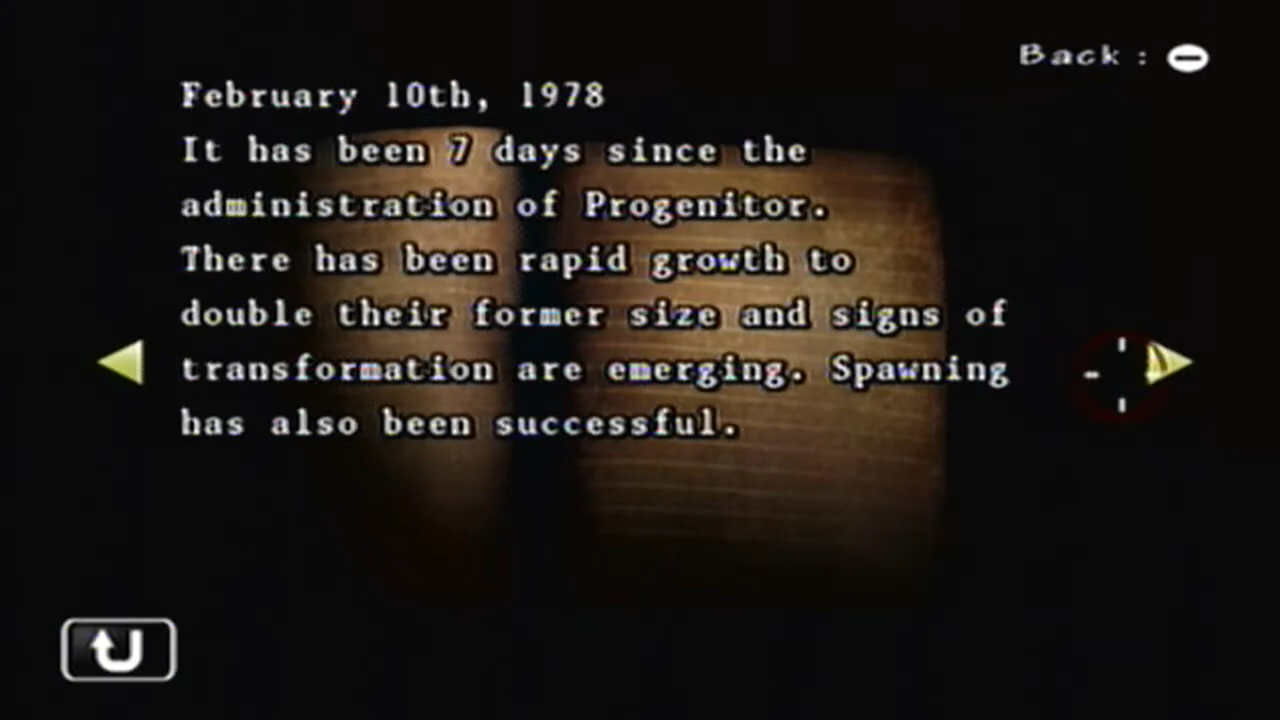 Back :
February 10th, 1978
It has been 7 days since the
administration of Progenitor.
There has been rapid growth to
double their former size and signs of
transformation are emerging. Spawning
has also been successful.